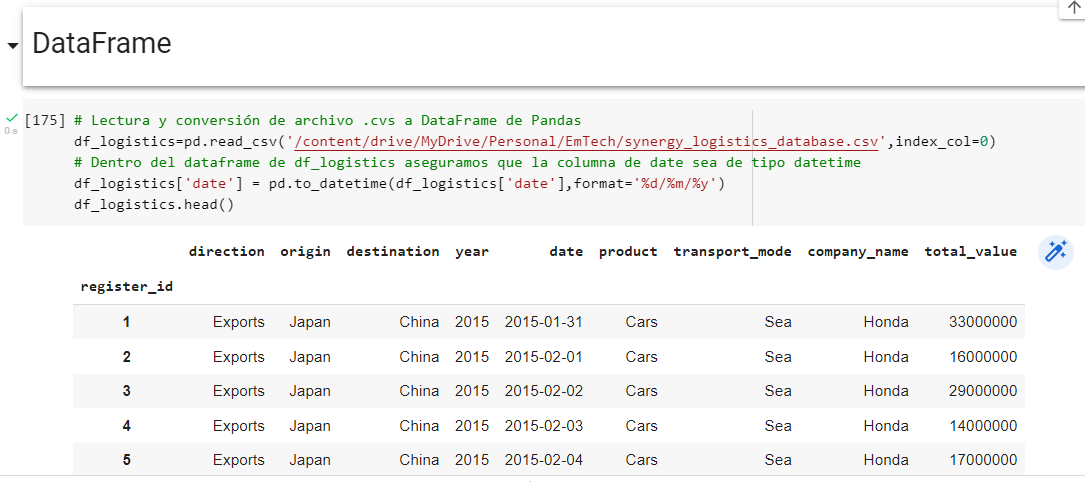 DataFrame
[175] # Lectura y conversión de archivo .cvs a DataFrame de Pandas
0 s
df_logistics=pd.read_csv('/content/drive/MyDrive/Personal/EmTech/synergy_logistics_database.csv',index_col=0)
# Dentro del dataframe de df_logistics aseguramos que la columna de date sea de tipo datetime
df_logistics['date'] = pd.to_datetime(df_logistics['date'],format='%d/%m/%y')
df_logistics.head()
direction origin destination year date product transport_mode company_name total_value
register_id
1 Exports Japan China 2015 2015-01-31 Cars Sea Honda 33000000
2 Exports Japan China 2015 2015-02-01 Cars Sea Honda 16000000
3 Exports Japan China 2015 2015-02-02 Cars Sea Honda 29000000
4 Exports Japan China 2015 2015-02-03 Cars Sea Honda 14000000
5 Exports Japan China 2015 2015-02-04 Cars Sea Honda 17000000